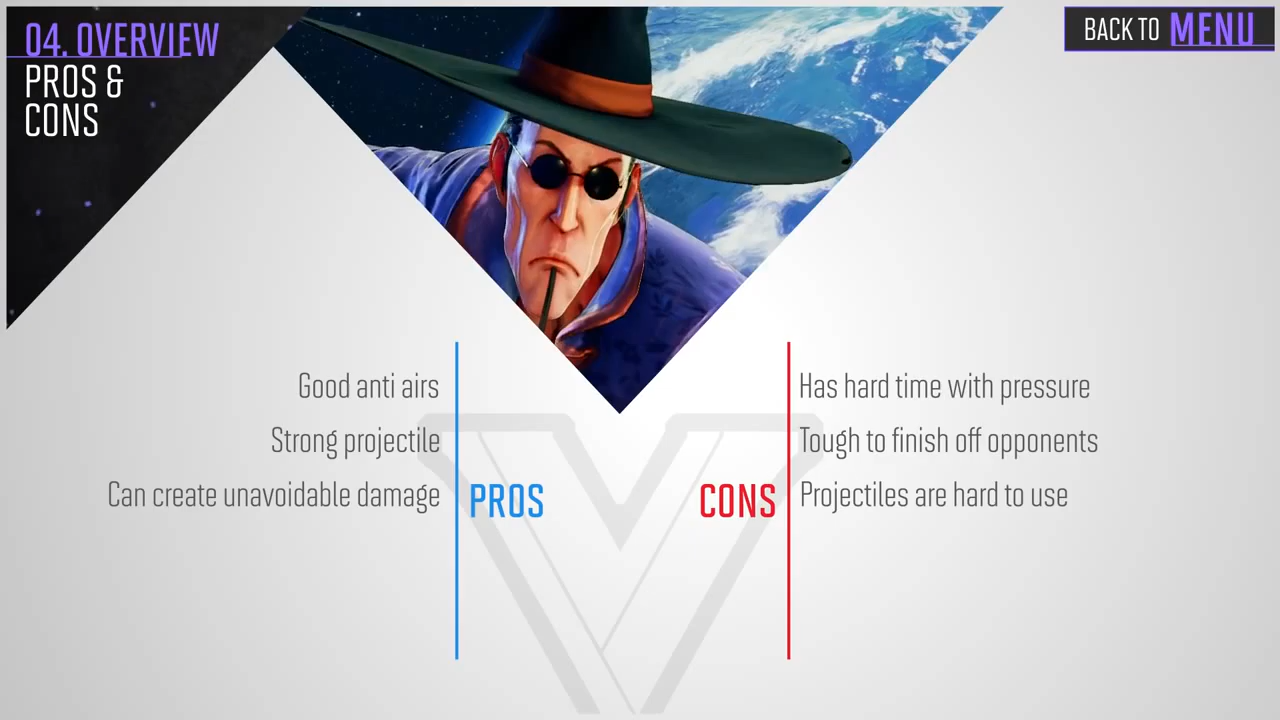 04. OVERVIEW
PROS &
CONS
BACK TO MENU
Good anti airs
Strong projectile
Can create unavoidable damage
PROS
CONS
Has hard time with pressure
Tough to finish off opponents
Projectiles are hard to use